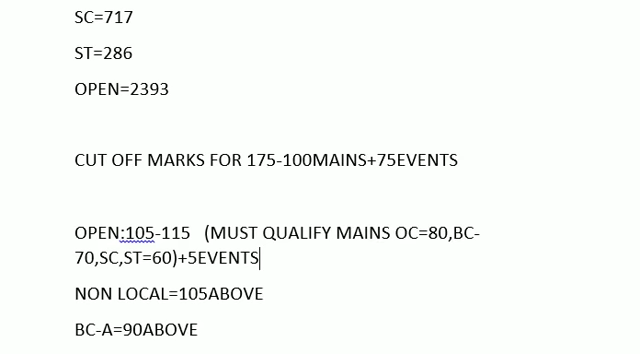 SC=717
ST=286
OPEN=2393
CUT OFF MARKS FOR 175-100MAINS+75EVENTS
OPEN:105-115 (MUST QUALIFY MAINS OC=80,BC-
70,SC,ST=60)+5EVENTS
NON LOCAL=105ABOVE
BC-A=90ABOVE